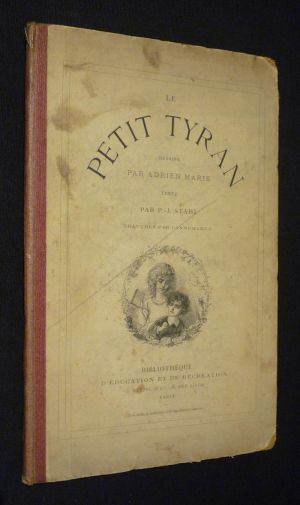 LE
PETIT TYRAN
DESSINS
PAR ADRIEN MARIE
TEXTE
PAR P.-J. STAHL
BIBLIOTHÈQUE
D'ÉDUCATION ET DE RÉCRÉATION
PARIS